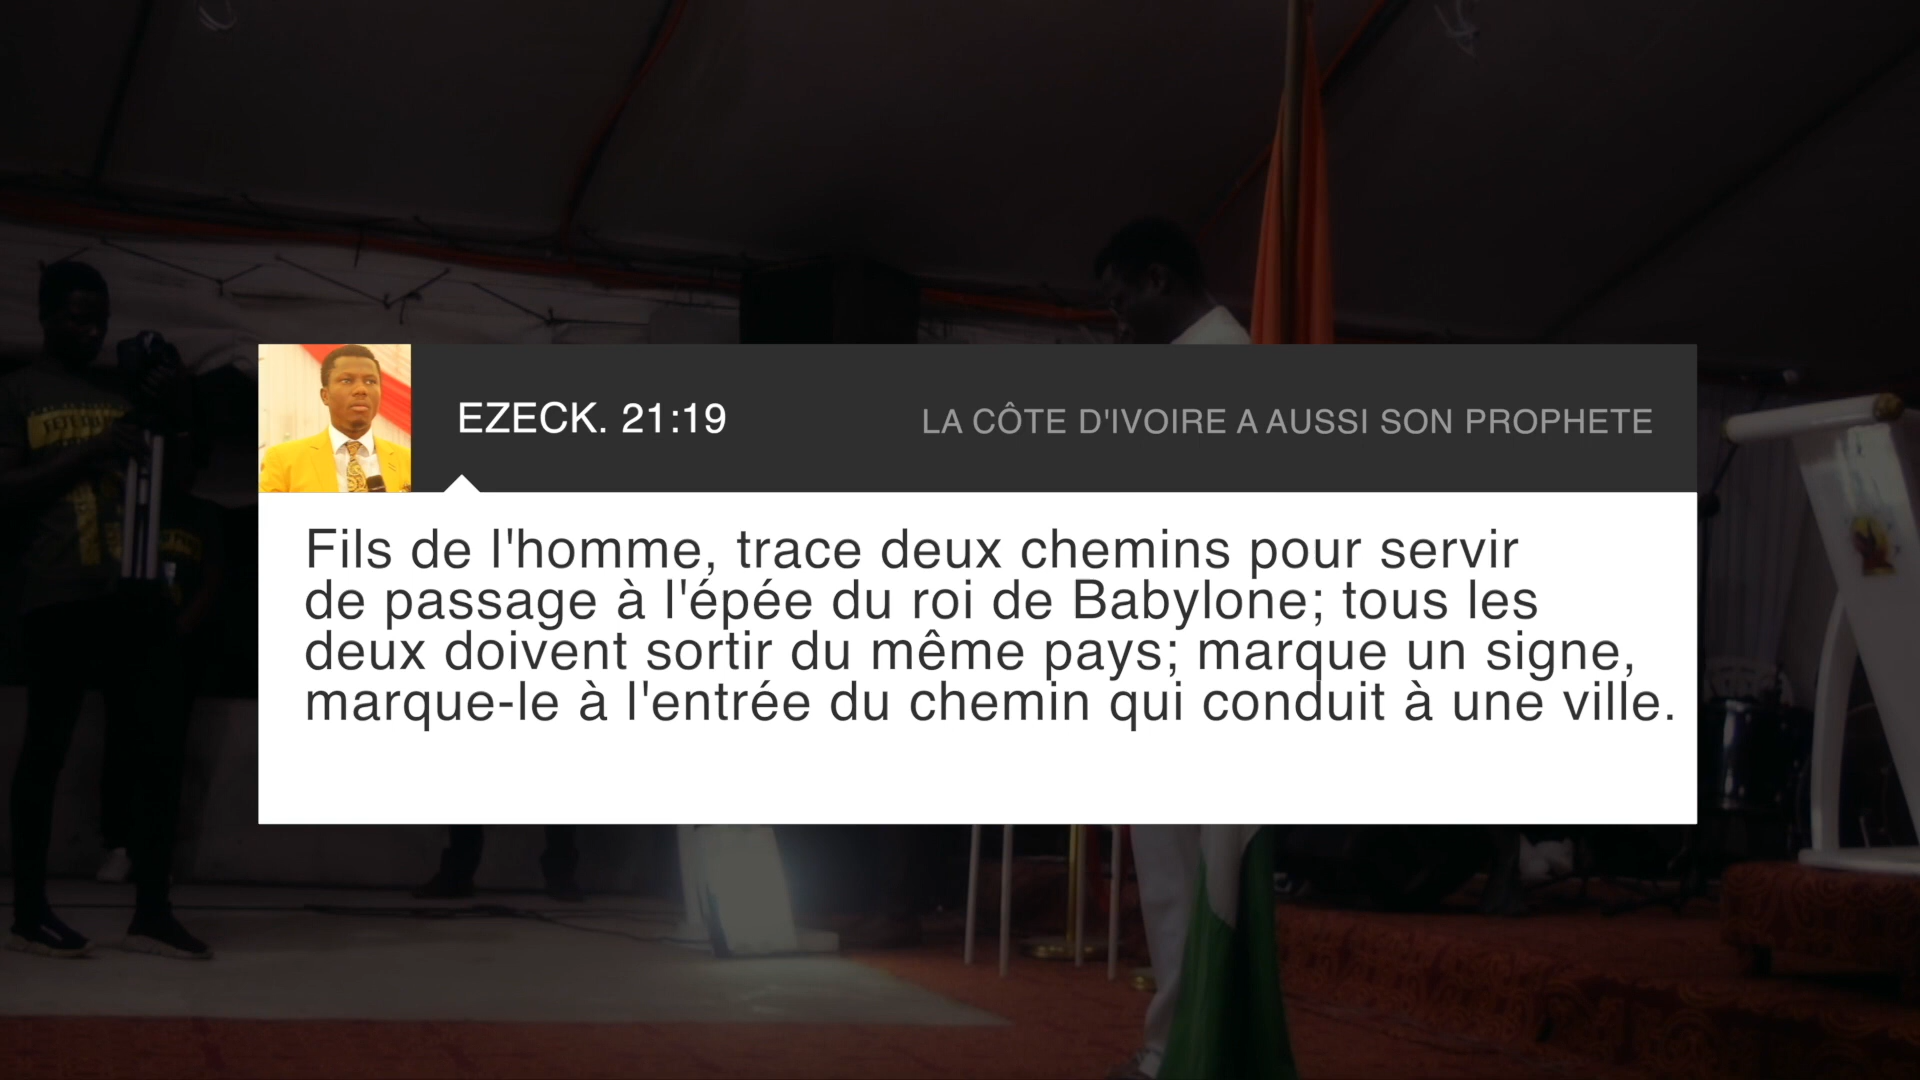 EZECK. 21:19
LA CÔTE D'IVOIRE A AUSSI SON PROPHETE
Fils de l'homme, trace deux chemins pour servir
de passage à l'épée du roi de Babylone; tous les
deux doivent sortir du même pays; marque un signe,
marque-le à l'entrée du chemin qui conduit à une ville.